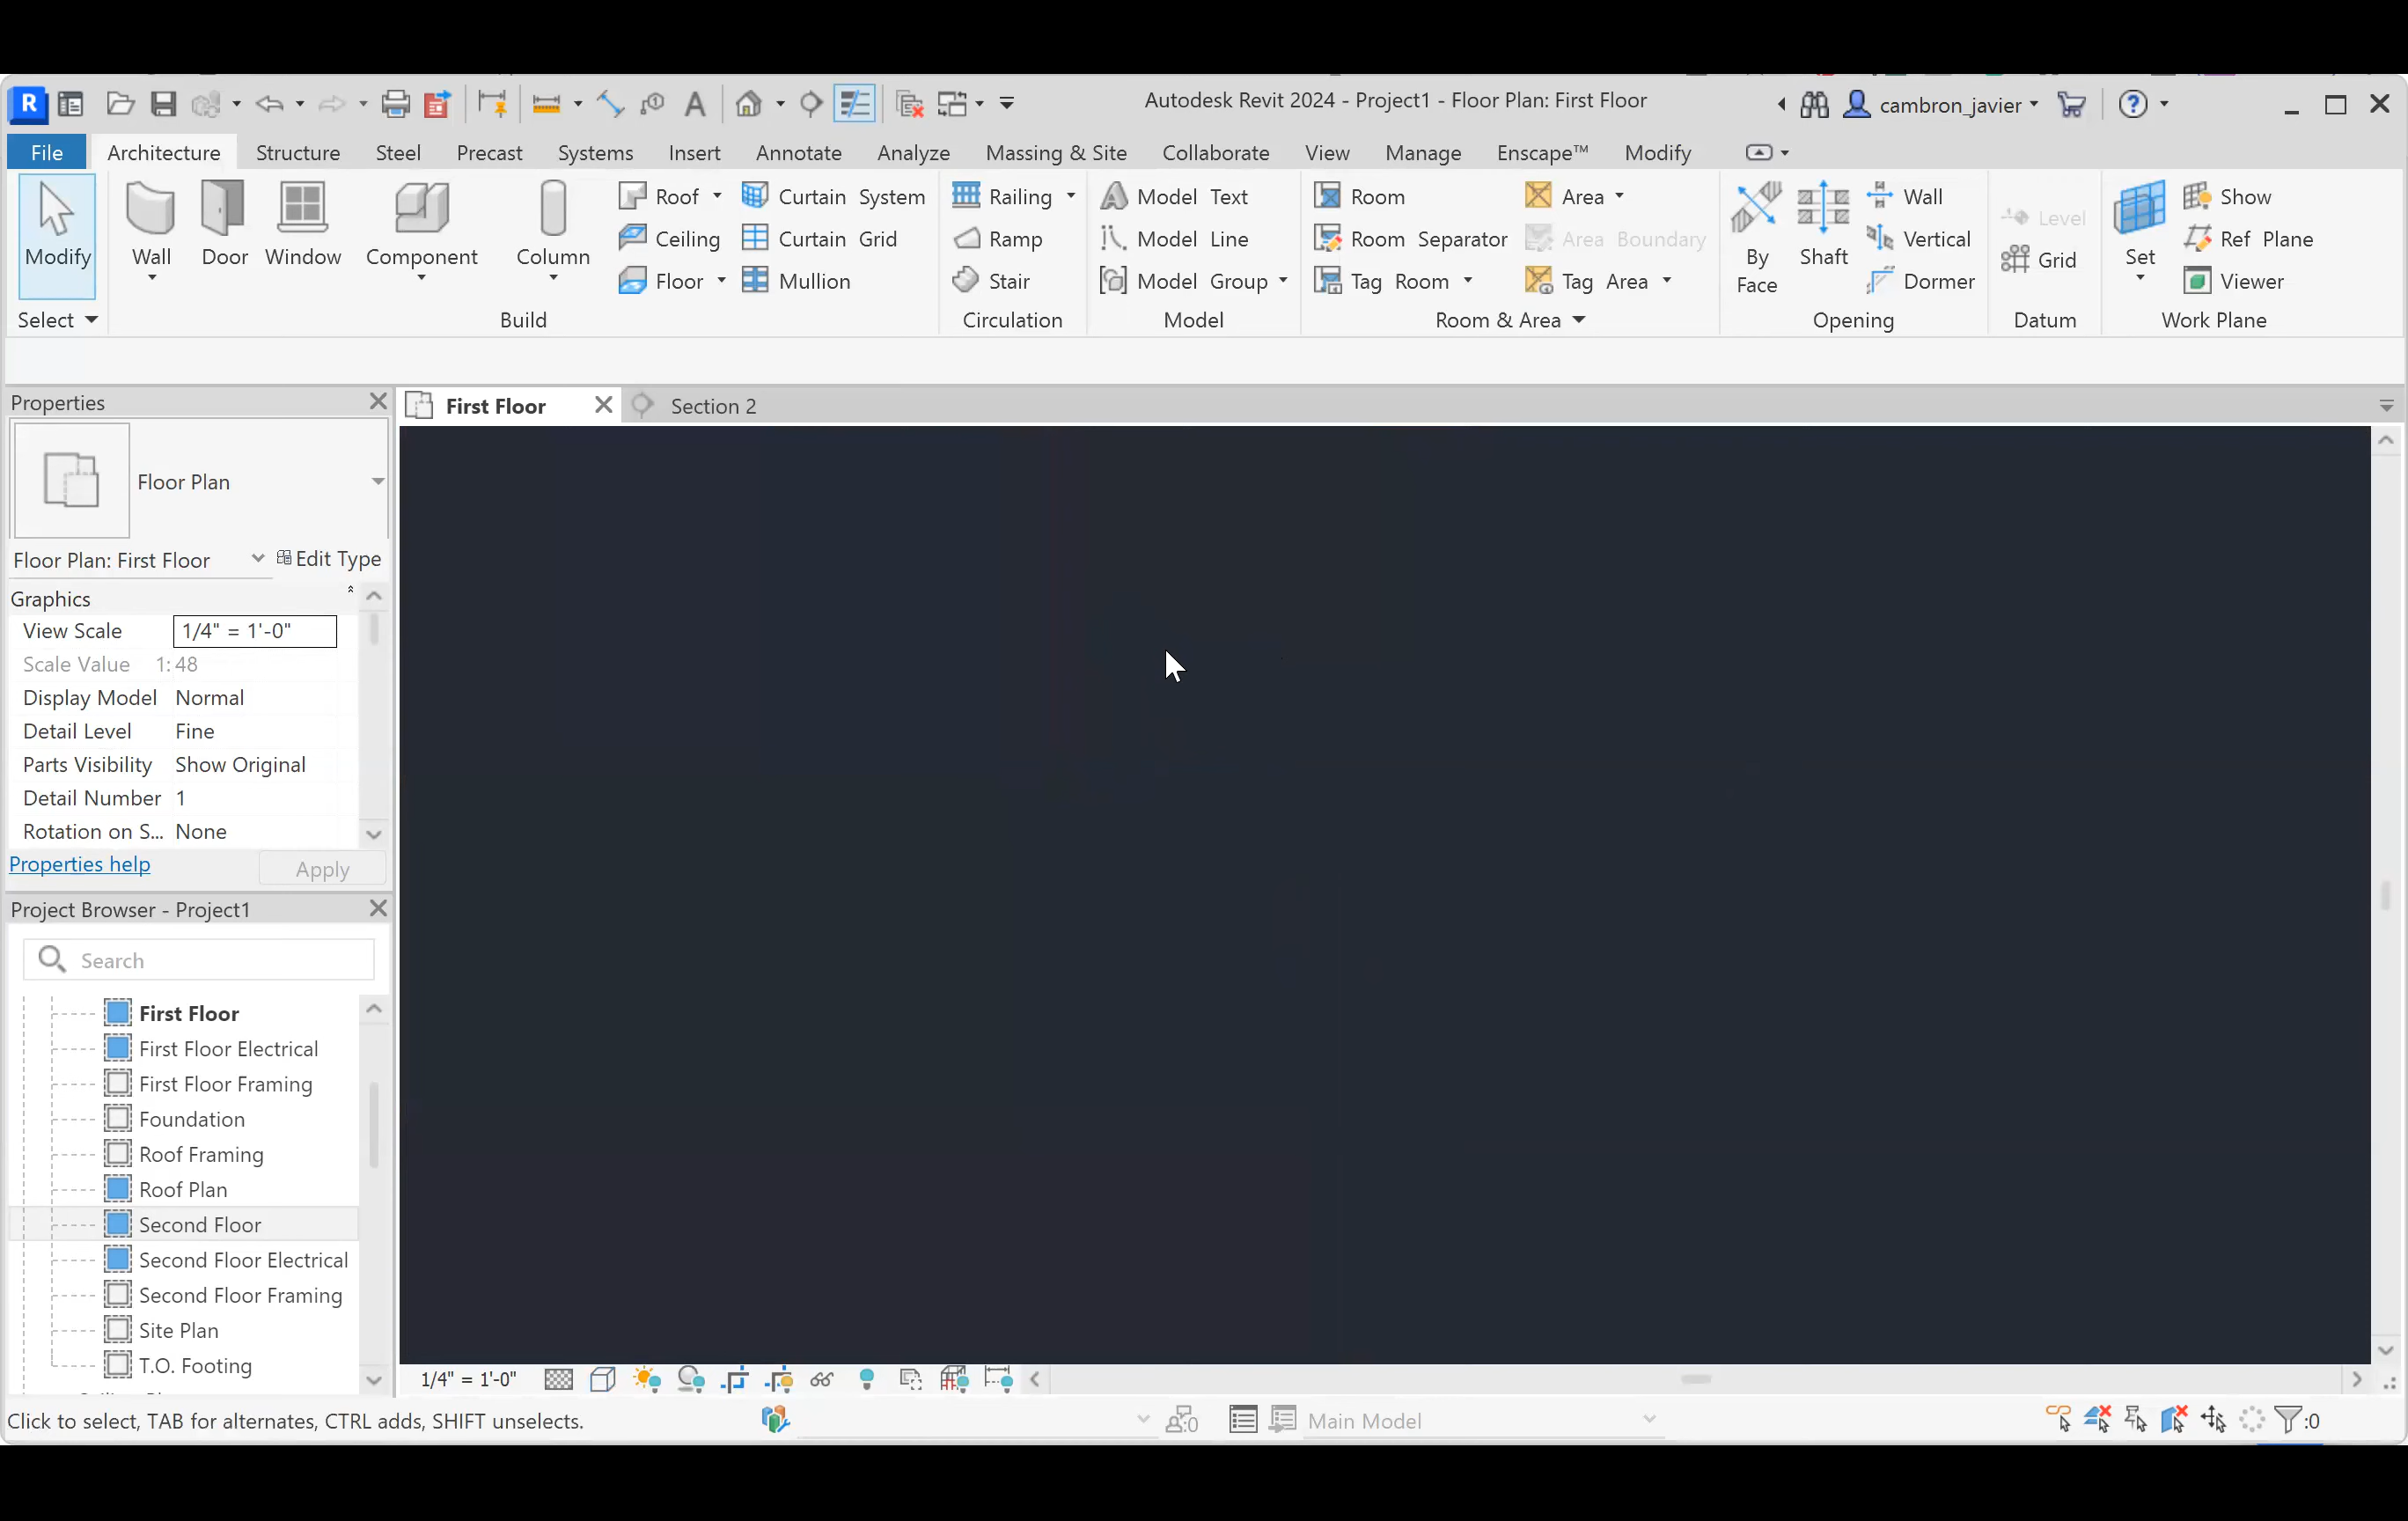 R
Autodesk Revit 2024 - Project1 - Floor Plan: First Floor
cambron_javier
File Architecture Structure Steel Precast Systems Insert Annotate Analyze Massing & Site Collaborate View Manage Enscape™ Modify
Modify
Wall
Door
Window
Component
Column
Roof
Ceiling
Floor
Curtain System
Curtain Grid
Mullion
Railing
Ramp
Stair
Model Text
Model Line
Model Group
Room
Room Separator
Tag Room
Area
Area Boundary
Tag Area
By
Face
Shaft
Wall
Vertical
Dormer
Level
Grid
Set
Show
Ref Plane
Viewer
Select Build Circulation Model Room & Area Opening Datum Work Plane
Properties
First Floor
Section 2
Floor Plan
Floor Plan: First Floor
Edit Type
Graphics
View Scale 1/4" = 1'-0"
Scale Value 1: 48
Display Model Normal
Detail Level Fine
Parts Visibility Show Original
Detail Number 1
Rotation on S... None
Properties help
Apply
Project Browser - Project1
Search
First Floor
First Floor Electrical
First Floor Framing
Foundation
Roof Framing
Roof Plan
Second Floor
Second Floor Electrical
Second Floor Framing
Site Plan
T.O. Footing
1/4" = 1'-0"
Click to select, TAB for alternates, CTRL adds, SHIFT unselects.
:0
Main Model
:0